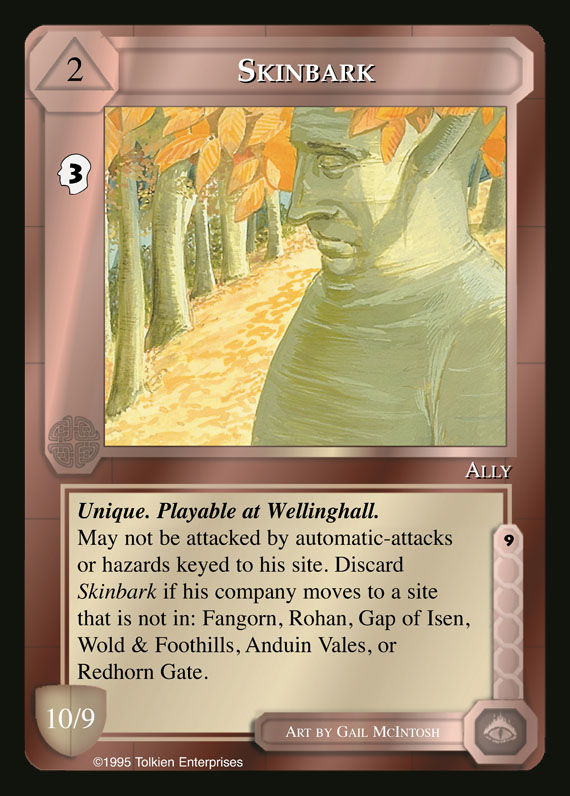 2
SKINBARK
3
ALLY
Unique. Playable at Wellinghall.
May not be attacked by automatic-attacks
or hazards keyed to his site. Discard
Skinbark if his company moves to a site
that is not in: Fangorn, Rohan, Gap of Isen,
Wold & Foothills, Anduin Vales, or
Redhorn Gate.
9
10/9
ART BY GAIL MCINTOSH
©1995 Tolkien Enterprises